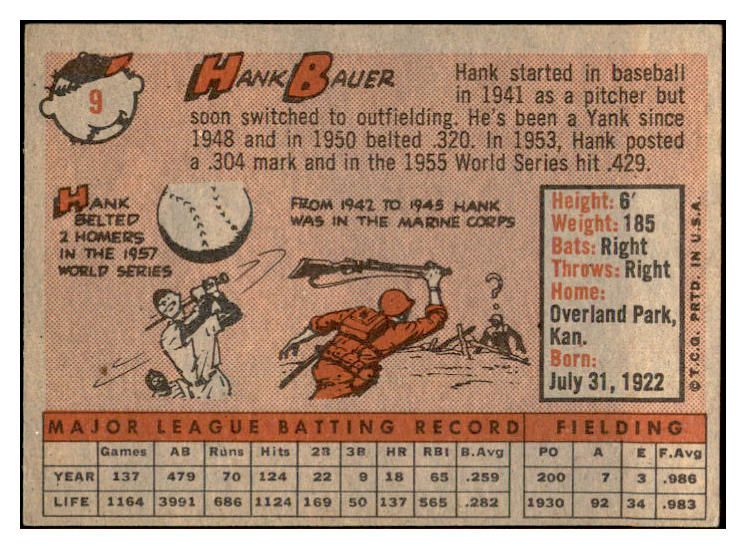 9
HANK BAUER
Hank started in baseball
in 1941 as a pitcher but
soon switched to outfielding. He's been a Yank since
1948 and in 1950 belted .320. In 1953, Hank posted
a .304 mark and in the 1955 World Series hit .429.
HANK
BELTED
2 HOMERS
IN THE 1957
WORLD SERIES
FROM 1942 TO 1945 HANK
WAS IN THE MARINE CORPS
?
Height: 6'
Weight: 185
Bats: Right
Throws: Right
Home:
Overland Park,
Kan.
Born:
July 31, 1922
© T.C.G. PRTD. IN U.S.A.
MAJOR LEAGUE BATTING RECORD FIELDING
Games AB Runs Hits 2B 3B HR RBI B.Avg PO A E F.Avg
YEAR 137 479 70 124 22 9 18 65 .259 200 7 3 .986
LIFE 1164 3991 686 1124 169 50 137 565 .282 1930 92 34 .983